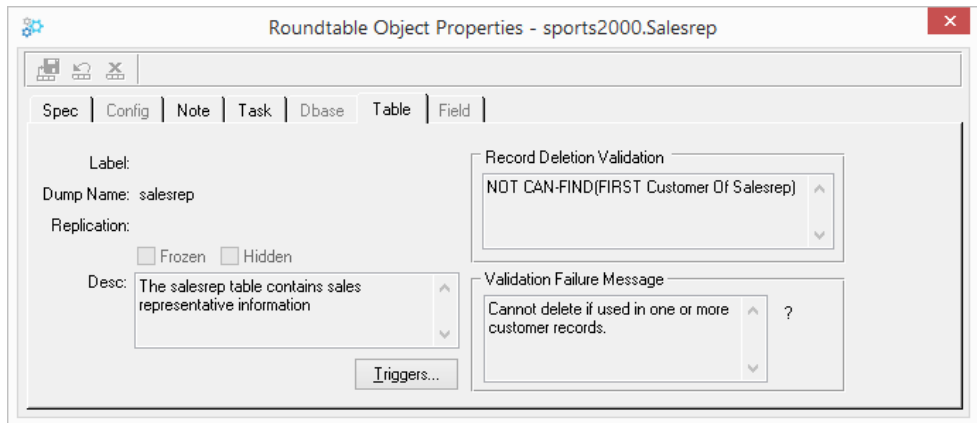 Roundtable Object Properties - sports2000.Salesrep
Spec Config Note Task Dbase Table Field
Label:
Dump Name: salesrep
Replication:
Frozen Hidden
Desc: The salesrep table contains sales
representative information
Triggers...
Record Deletion Validation
NOT CAN-FIND(FIRST Customer Of Salesrep)
Validation Failure Message
Cannot delete if used in one or more
customer records.
?